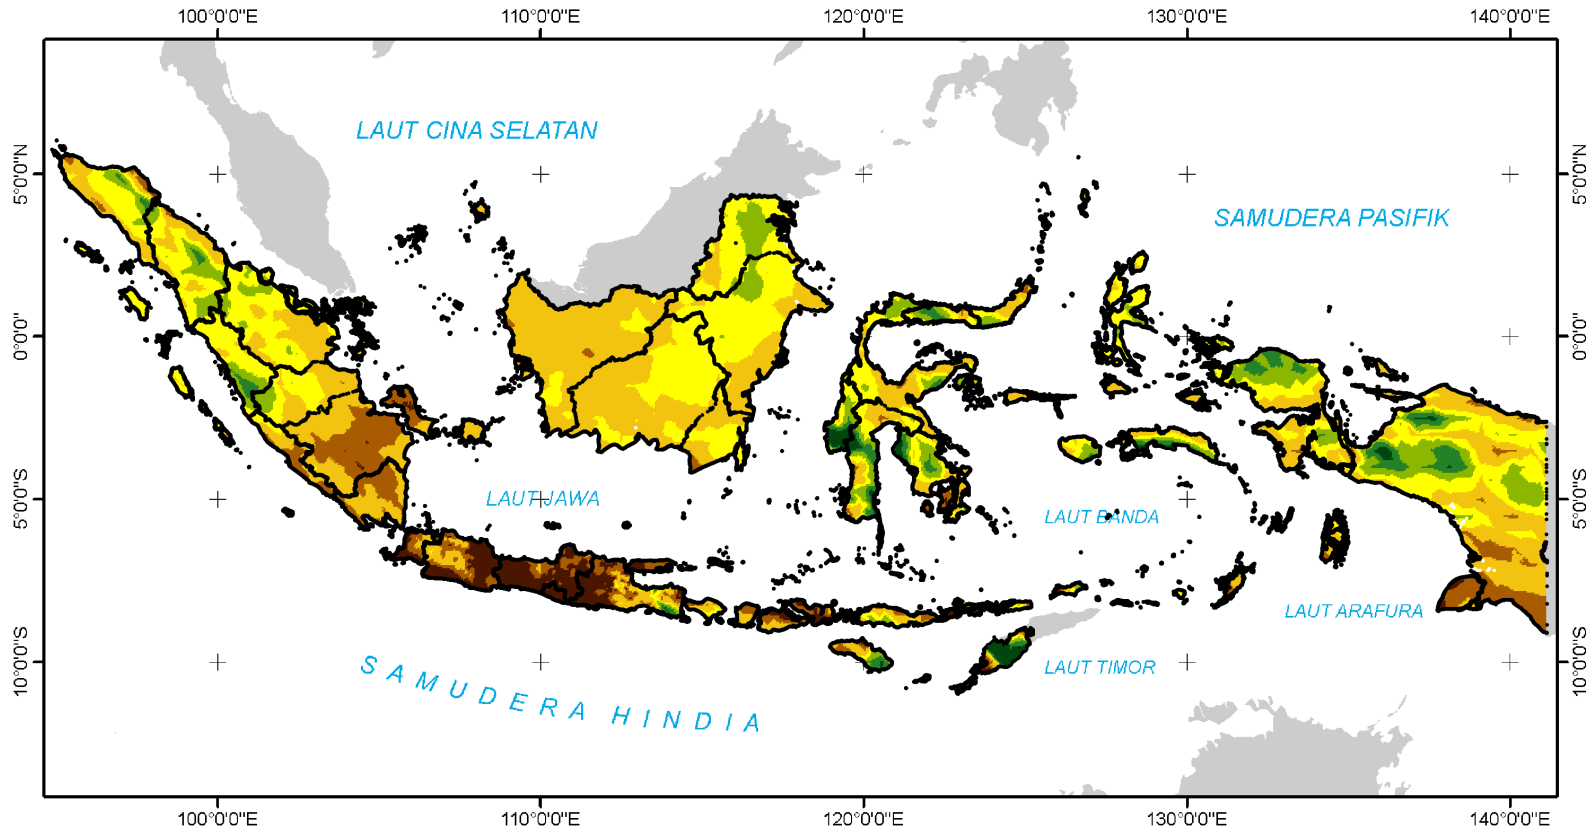 100°0'0"E 110°0'0"E 120°0'0"E 130°0'0"E 140°0'0"E
LAUT CINA SELATAN
5°0'0"N 5°0'0"N
SAMUDERA PASIFIK
0°0'0" 0°0'0"
5°0'0"S 5°0'0"S
LAUT JAWA
LAUT BANDA
LAUT ARAFURA
10°0'0"S 10°0'0"S
LAUT TIMOR
SAMUDERA HINDIA
100°0'0"E 110°0'0"E 120°0'0"E 130°0'0"E 140°0'0"E